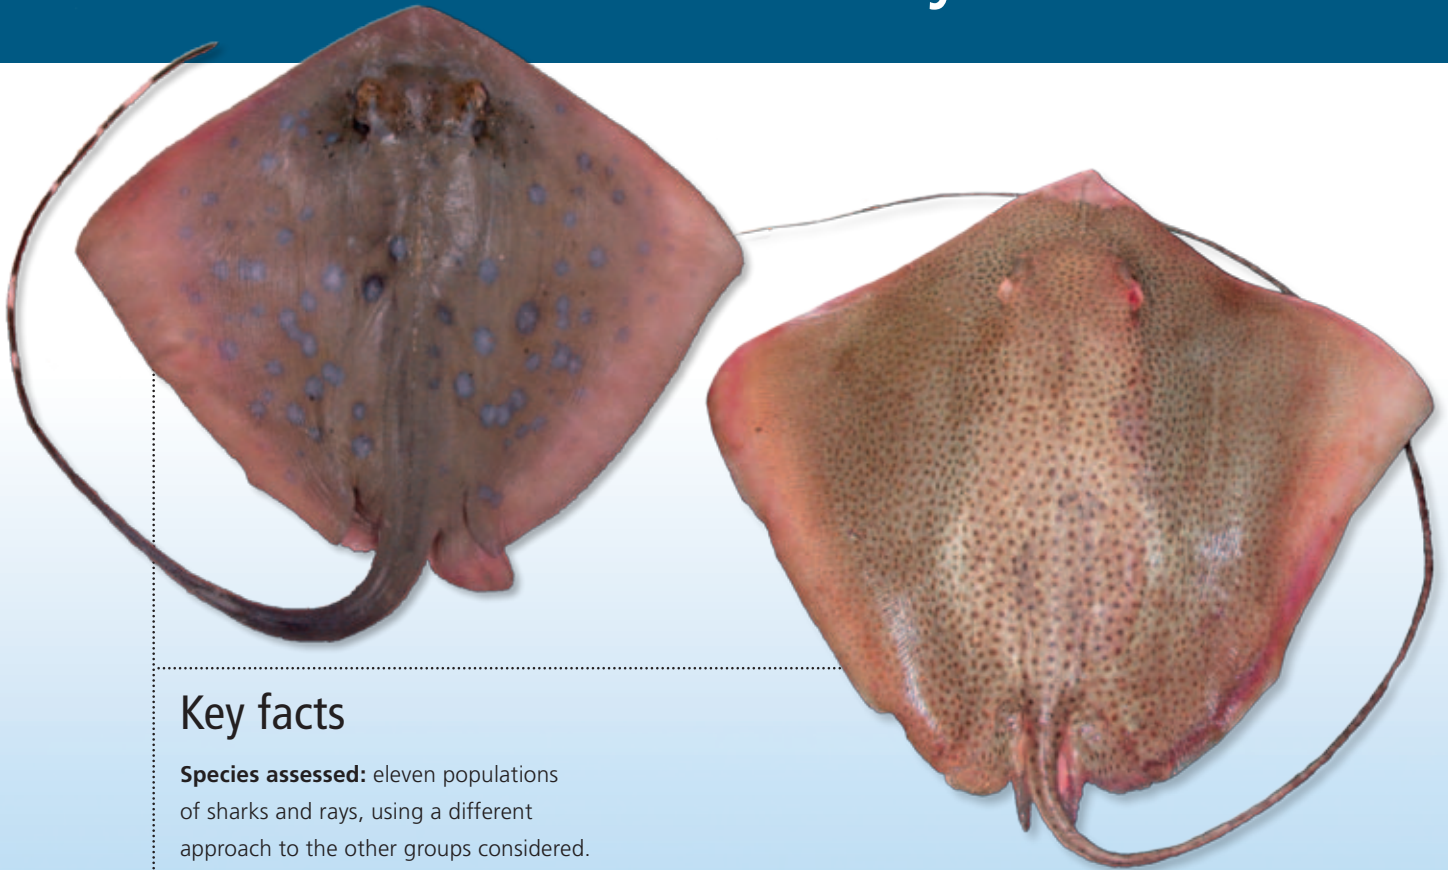 Key facts
Species assessed: eleven populations
of sharks and rays, using a different
approach to the other groups considered.